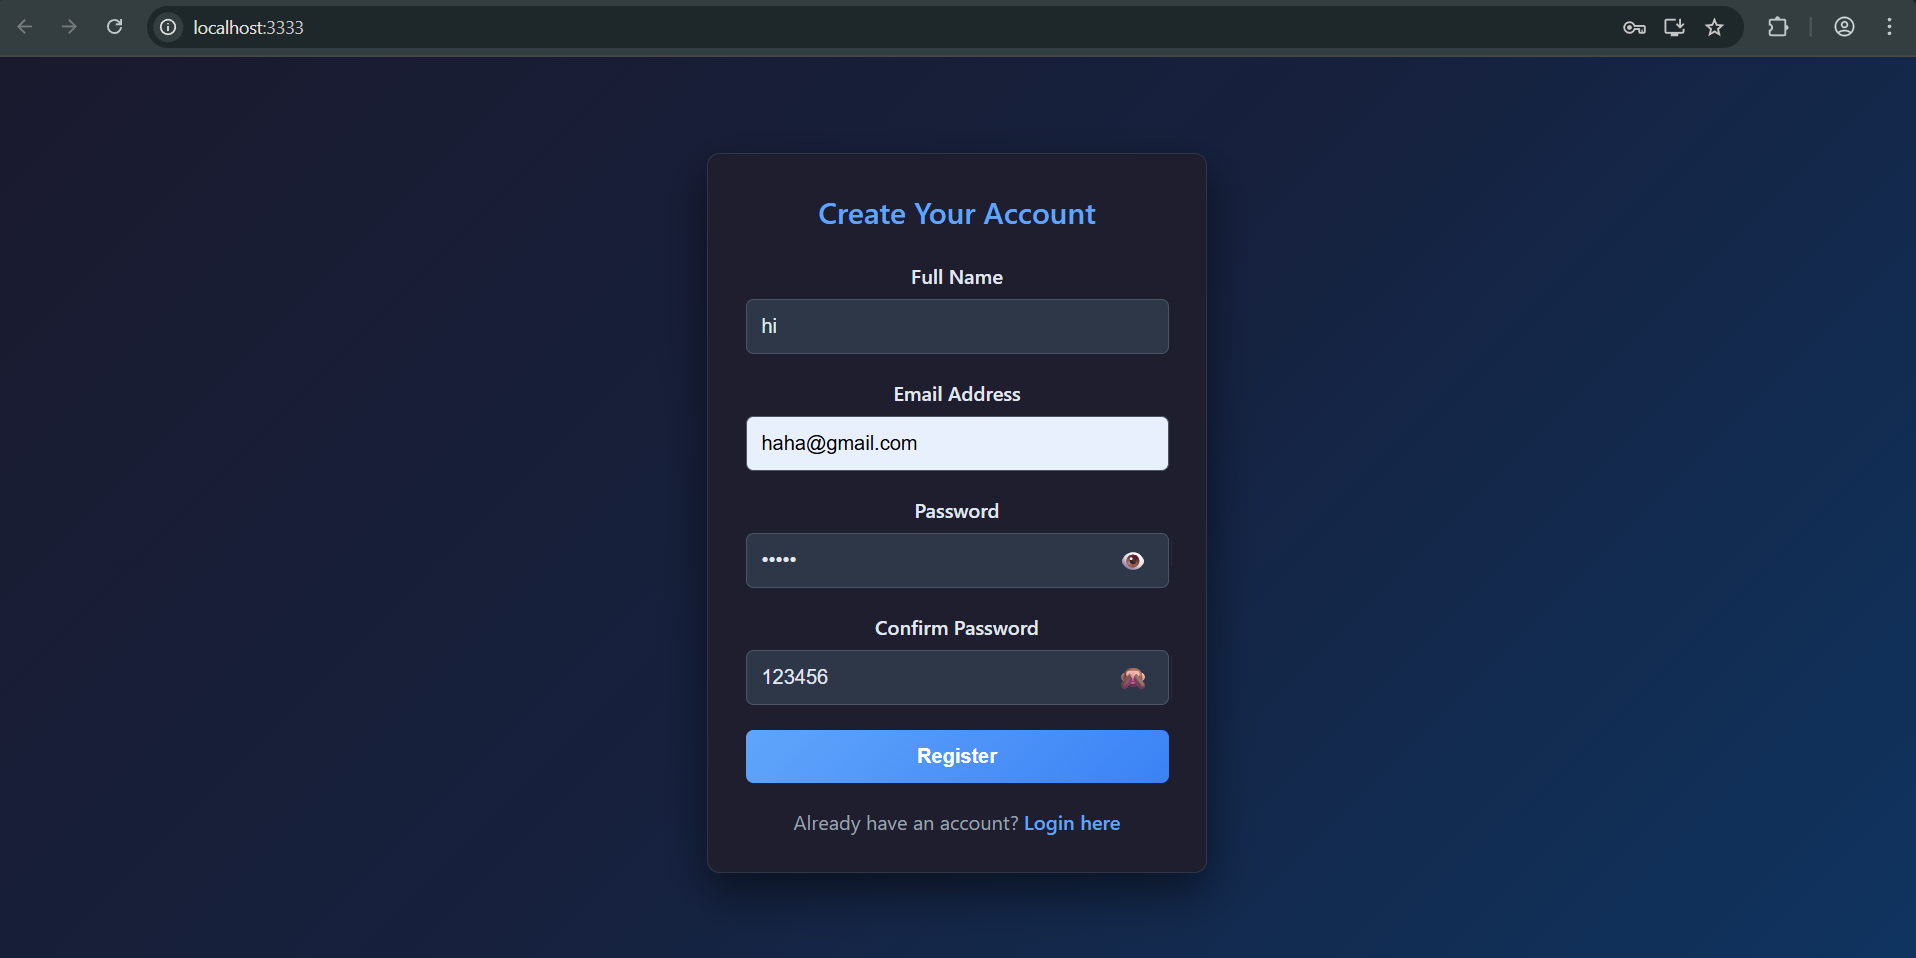 localhost:3333
Create Your Account
Full Name
hi
Email Address
haha@gmail.com
Password
•••••
Confirm Password
123456
Register
Already have an account? Login here